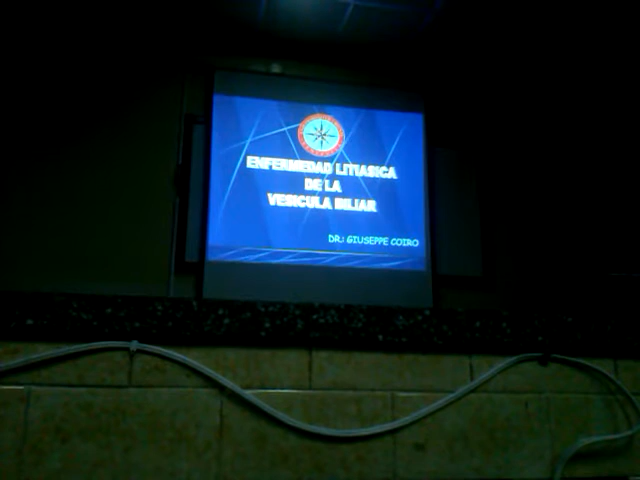 ENFERMEDAD LITIASICA
DE LA
VESICULA BILIAR
DR.: GIUSEPPE COIRO